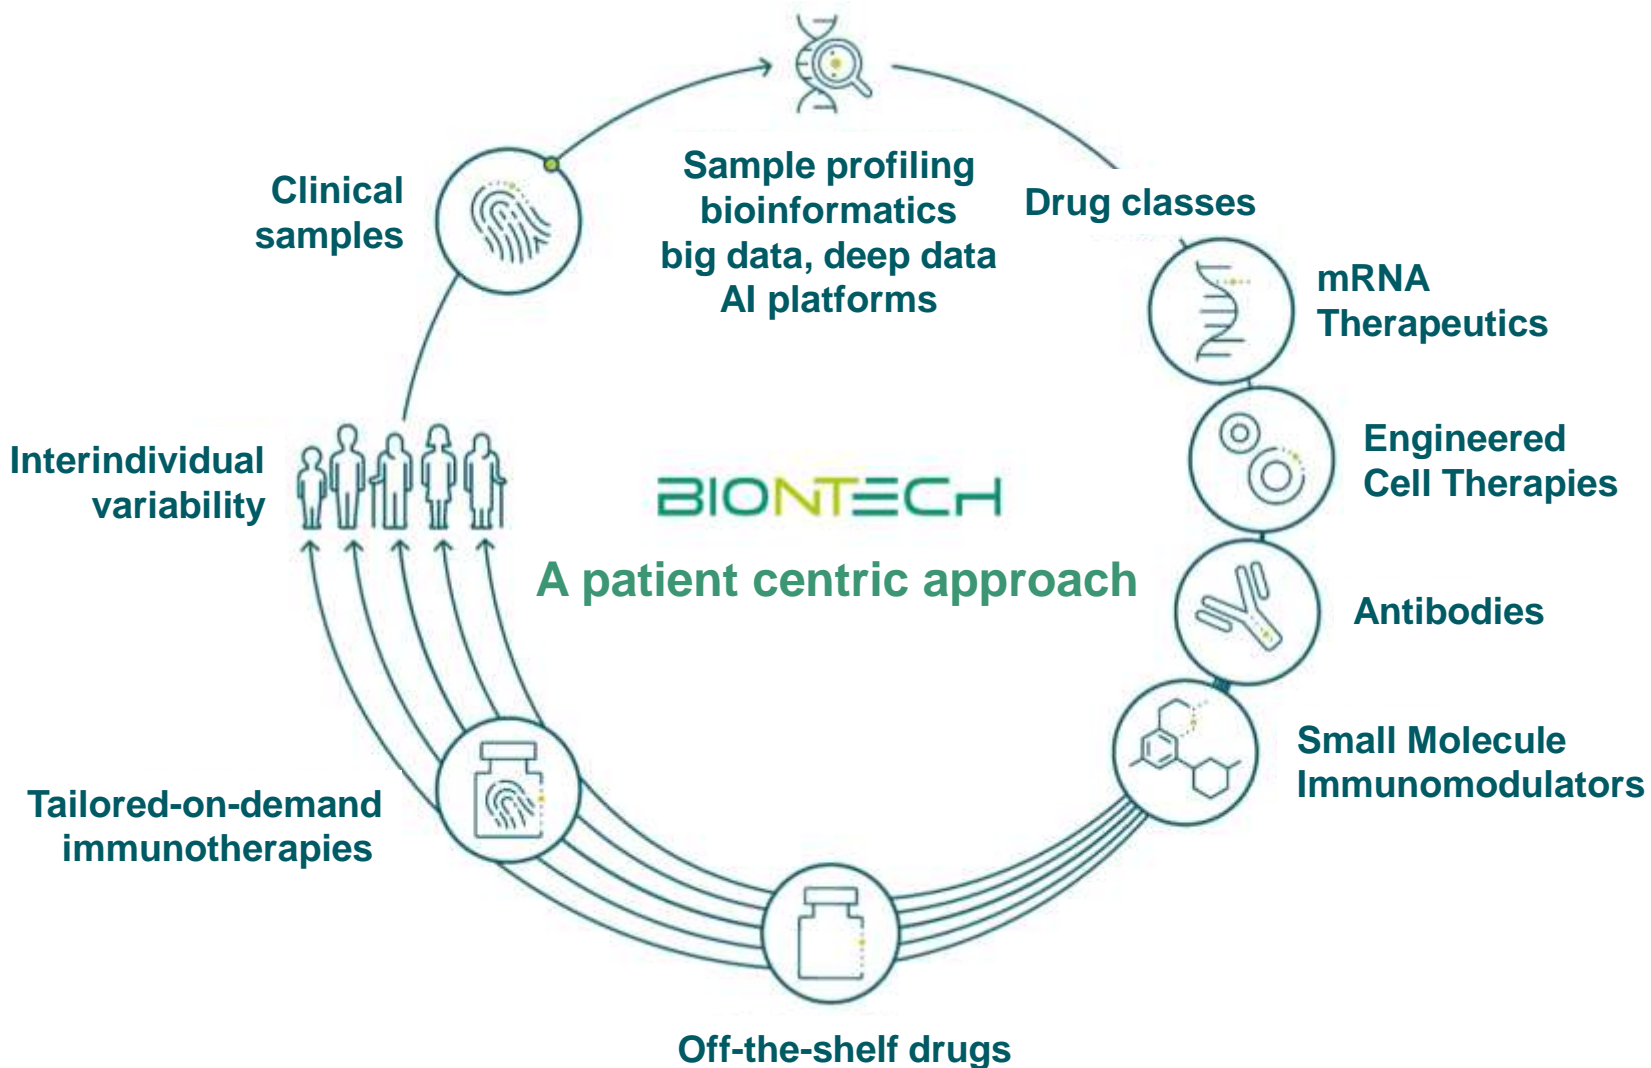 Clinical
samples
Sample profiling
bioinformatics
big data, deep data
AI platforms
Drug classes
mRNA
Therapeutics
Engineered
Cell Therapies
Antibodies
Small Molecule
Immunomodulators
Interindividual
variability
BIONTECH
A patient centric approach
Tailored-on-demand
immunotherapies
Off-the-shelf drugs